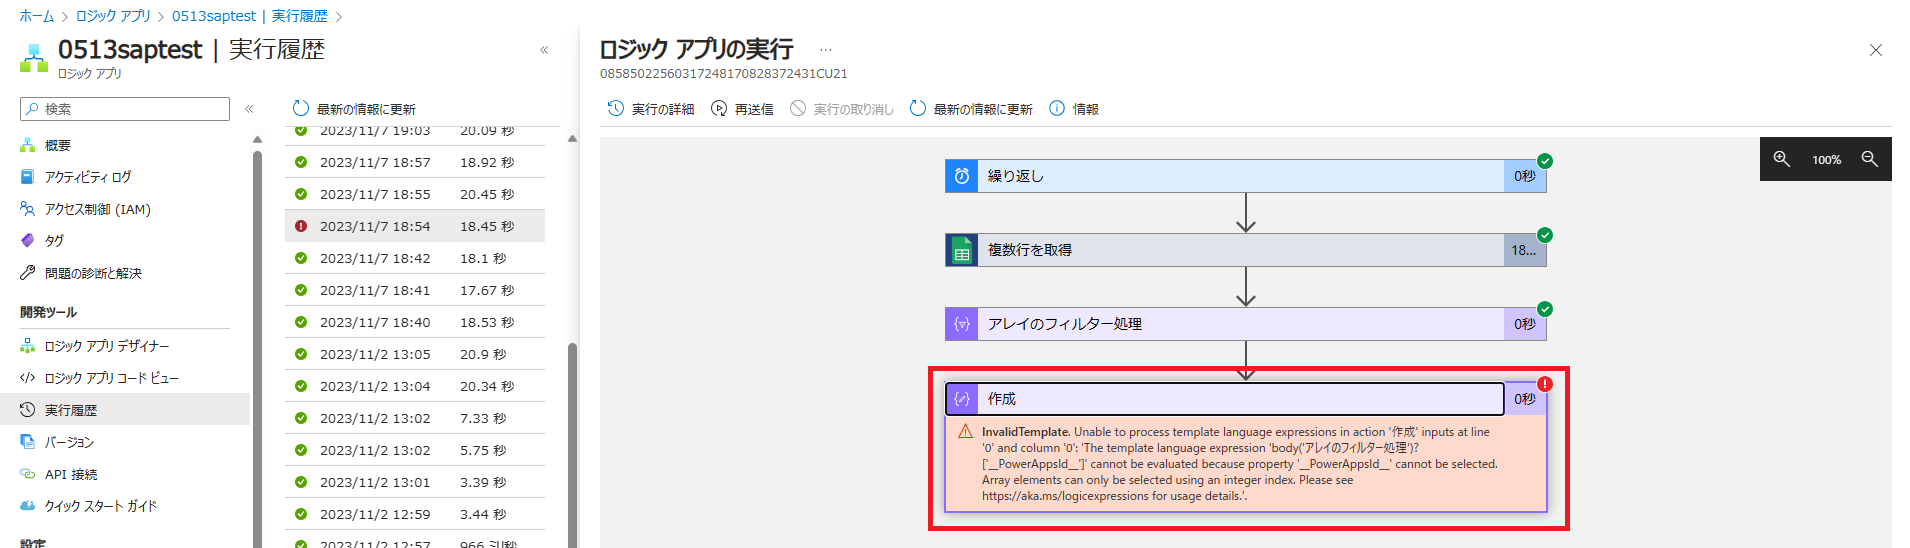 ホーム > ロジック アプリ > 0513saptest | 実行履歴 >
0513saptest | 実行履歴
ロジック アプリ
«
検索
«
概要
アクティビティ ログ
アクセス制御 (IAM)
タグ
問題の診断と解決
開発ツール
ロジック アプリ デザイナー
ロジック アプリ コード ビュー
実行履歴
バージョン
API 接続
クイック スタート ガイド
設定
最新の情報に更新
2023/11/7 19:03 20.09 秒
2023/11/7 18:57 18.92 秒
2023/11/7 18:55 20.45 秒
2023/11/7 18:54 18.45 秒
2023/11/7 18:42 18.1 秒
2023/11/7 18:41 17.67 秒
2023/11/7 18:40 18.53 秒
2023/11/2 13:05 20.9 秒
2023/11/2 13:04 20.34 秒
2023/11/2 13:02 7.33 秒
2023/11/2 13:02 5.75 秒
2023/11/2 13:01 3.39 秒
2023/11/2 12:59 3.44 秒
2023/11/2 12:57 966 ミリ秒
ロジック アプリの実行 ...
08585022560317248170828372431CU21
実行の詳細 再送信 実行の取り消し 最新の情報に更新 情報
100%
繰り返し 0秒
複数行を取得 18...
アレイのフィルター処理 0秒
作成 0秒
InvalidTemplate. Unable to process template language expressions in action '作成' inputs at line
'0' and column '0': 'The template language expression 'body('アレイのフィルター処理')?
['__PowerAppsId__']' cannot be evaluated because property '__PowerAppsId__' cannot be selected.
Array elements can only be selected using an integer index. Please see
https://aka.ms/logicexpressions for usage details.'.